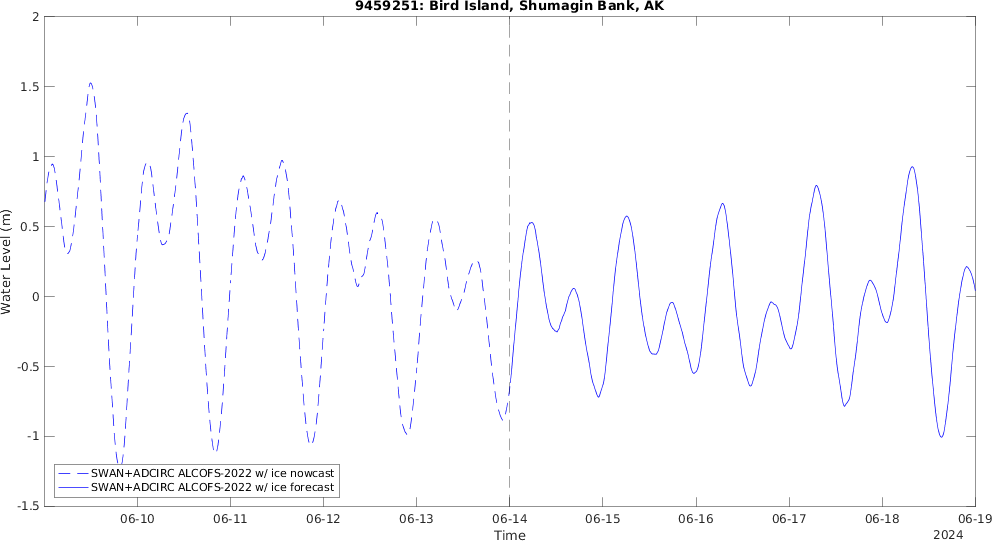 9459251: Bird Island, Shumagin Bank, AK
2
1.5
1
0.5
0
-0.5
-1
-1.5
Water Level (m)
SWAN+ADCIRC ALCOFS-2022 w/ ice nowcast
SWAN+ADCIRC ALCOFS-2022 w/ ice forecast
06-10 06-11 06-12 06-13 06-14 06-15 06-16 06-17 06-18 06-19
Time
2024